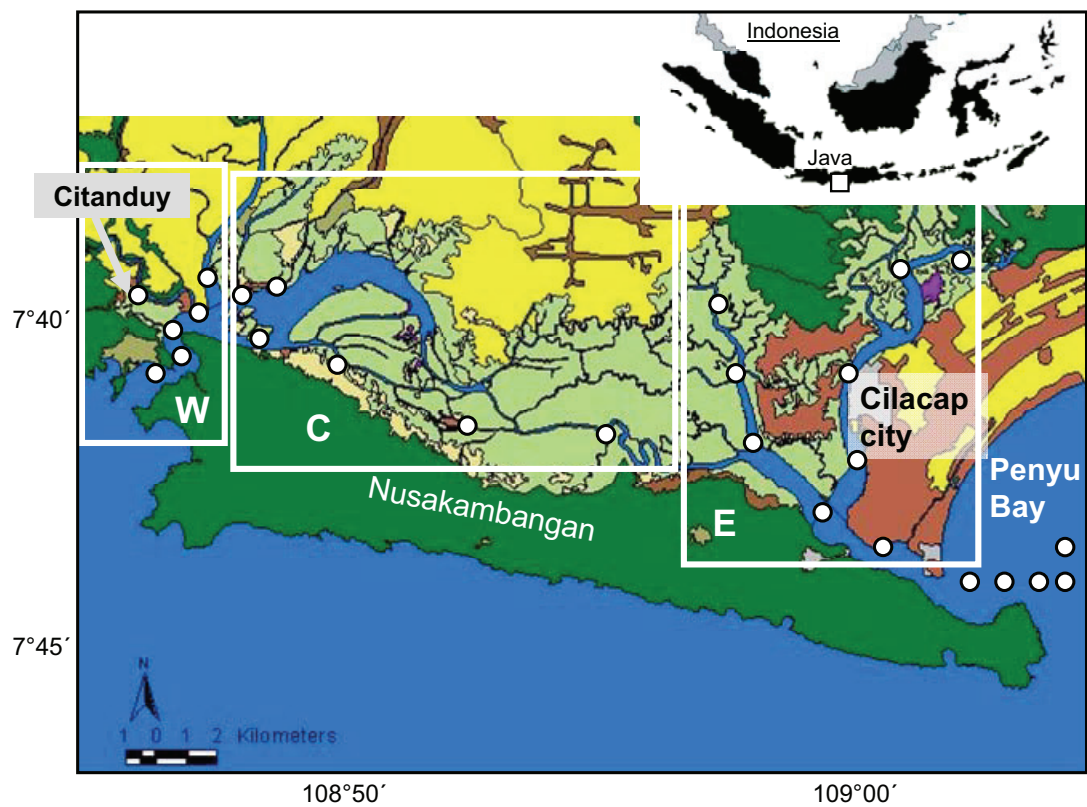 Indonesia
Java
Citanduy
7°40´
W
C
Cilacap
city
Nusakambangan
Penyu
Bay
E
7°45´
N
1 0 1 2 Kilometers
108°50´
109°00´